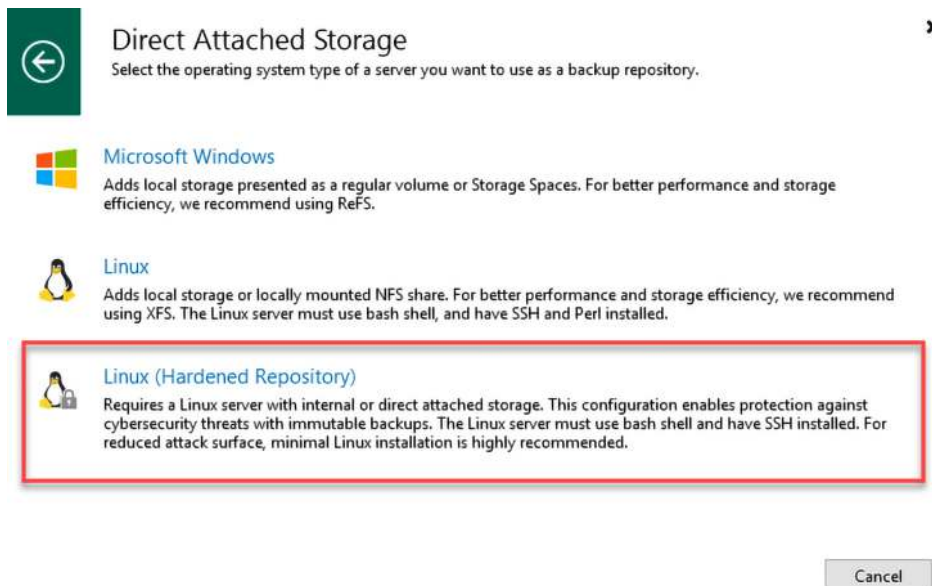 Direct Attached Storage
Select the operating system type of a server you want to use as a backup repository.
Microsoft Windows
Adds local storage presented as a regular volume or Storage Spaces. For better performance and storage
efficiency, we recommend using ReFS.
Linux
Adds local storage or locally mounted NFS share. For better performance and storage efficiency, we recommend
using XFS. The Linux server must use bash shell, and have SSH and Perl installed.
Linux (Hardened Repository)
Requires a Linux server with internal or direct attached storage. This configuration enables protection against
cybersecurity threats with immutable backups. The Linux server must use bash shell and have SSH installed. For
reduced attack surface, minimal Linux installation is highly recommended.
Cancel